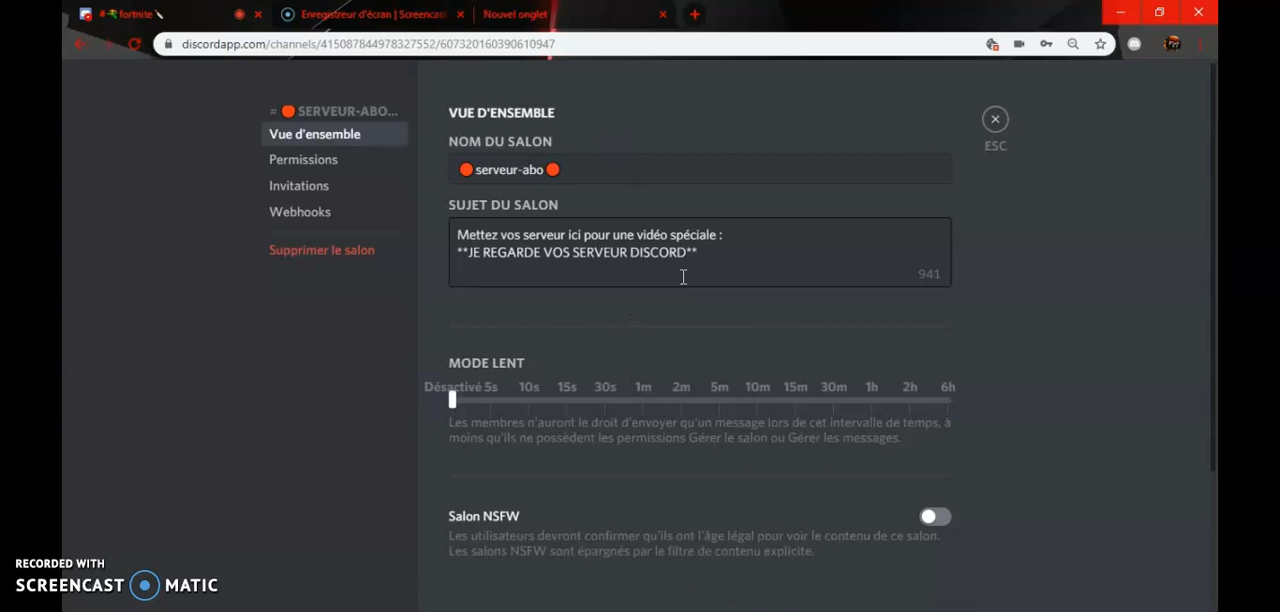 fortnite
Enregistreur d'écran | Screencast
Nouvel onglet
discordapp.com/channels/415087844978327552/607320160390610947
# SERVEUR-ABO...
Vue d'ensemble
Permissions
Invitations
Webhooks
Supprimer le salon
VUE D'ENSEMBLE
NOM DU SALON
serveur-abo
SUJET DU SALON
Mettez vos serveur ici pour une vidéo spéciale :
**JE REGARDE VOS SERVEUR DISCORD**
941
ESC
MODE LENT
Désactivé 5s 10s 15s 30s 1m 2m 5m 10m 15m 30m 1h 2h 6h
Les membres n'auront le droit d'envoyer qu'un message lors de cet intervalle de temps, à
moins qu'ils ne possèdent les permissions Gérer le salon ou Gérer les messages.
Salon NSFW
Les utilisateurs devront confirmer qu'ils ont l'âge légal pour voir le contenu de ce salon.
Les salons NSFW sont épargnés par le filtre de contenu explicite.
RECORDED WITH
SCREENCAST MATIC